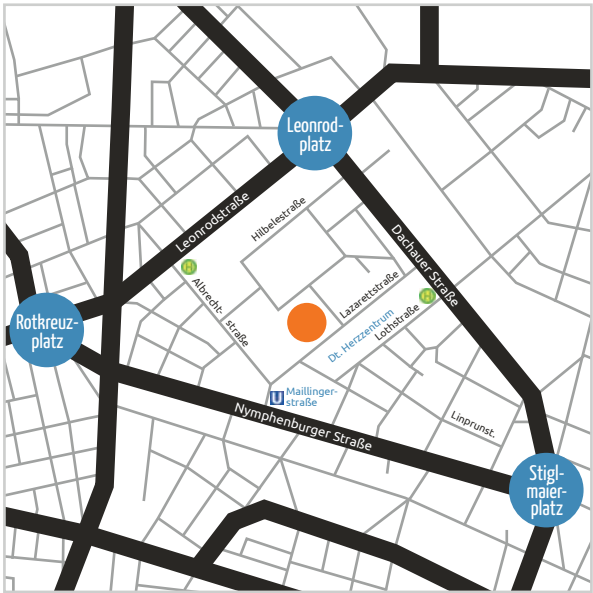 Leonrod-
platz
Leonrodstraße
Hilbelestraße
Dachauer Straße
H
Albrecht-
straße
Lazarettstraße
H
Dt. Herzzentrum
Lothstraße
Rotkreuz-
platz
U
Maillinger-
straße
Nymphenburger Straße
Linprunst.
Stigl-
maier-
platz